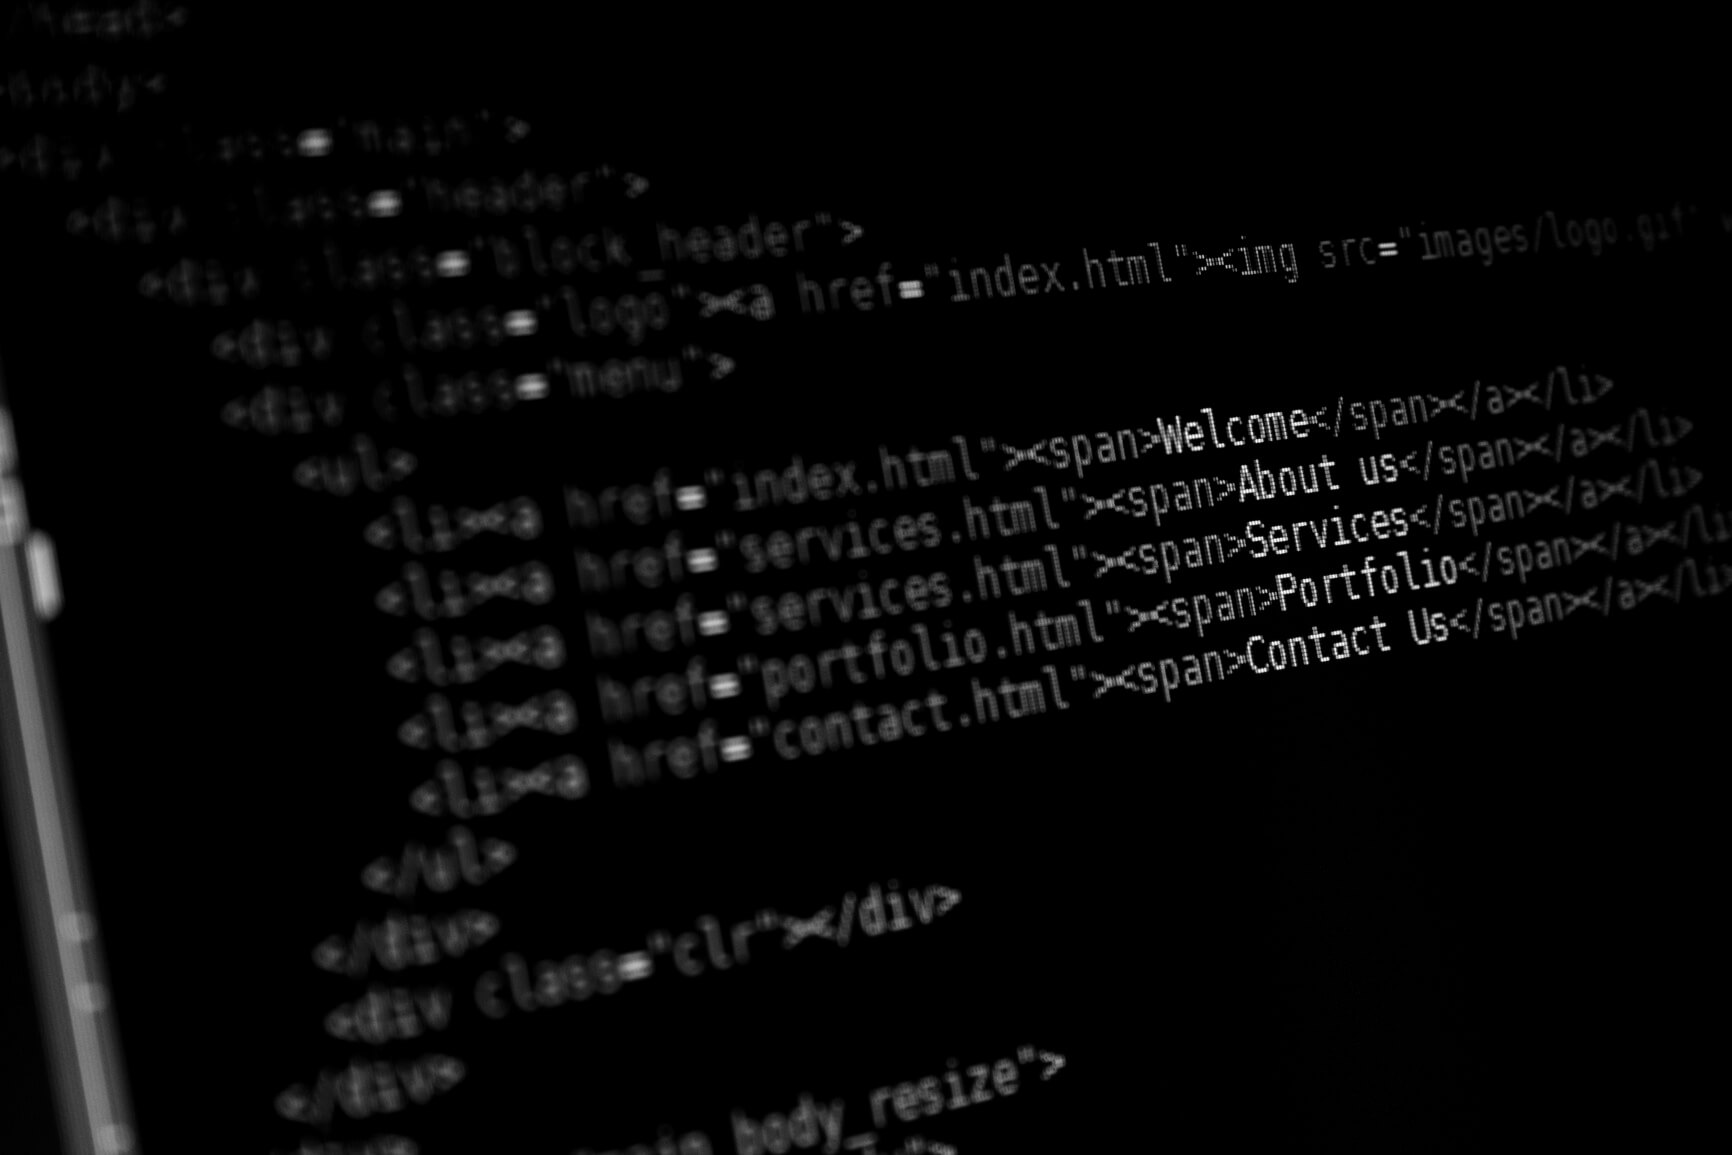 </head>
<body>
<div class="main">
<div class="header">
<div class="block_header">
<div class="logo"><a href="index.html"><img src="images/logo.gif"
<div class="menu">
<ul>
<li><a href="index.html"><span>Welcome</span></a></li>
<li><a href="services.html"><span>About us</span></a></li>
<li><a href="services.html"><span>Services</span></a></li>
<li><a href="portfolio.html"><span>Portfolio</span></a></li>
<li><a href="contact.html"><span>Contact Us</span></a></li>
</ul>
</div>
<div class="clr"></div>
</div>
body_resize">